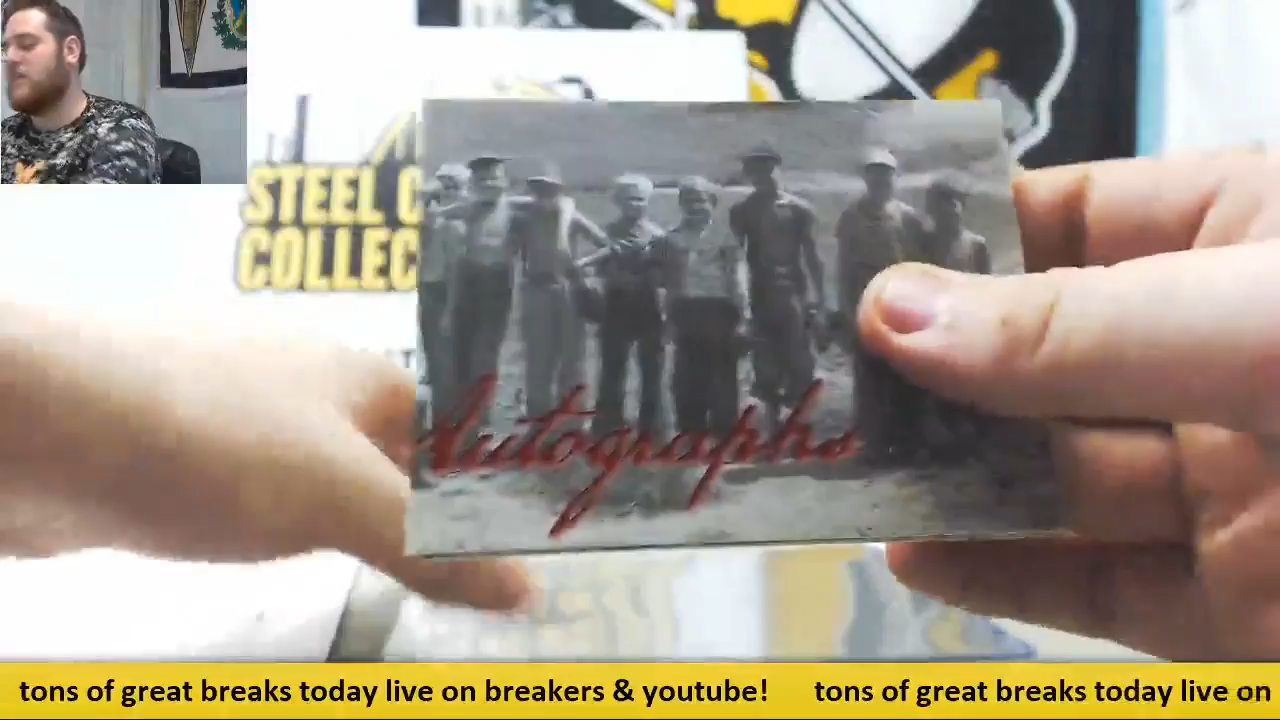 STEEL C
COLLEC
Autographs
tons of great breaks today live on breakers & youtube! tons of great breaks today live on